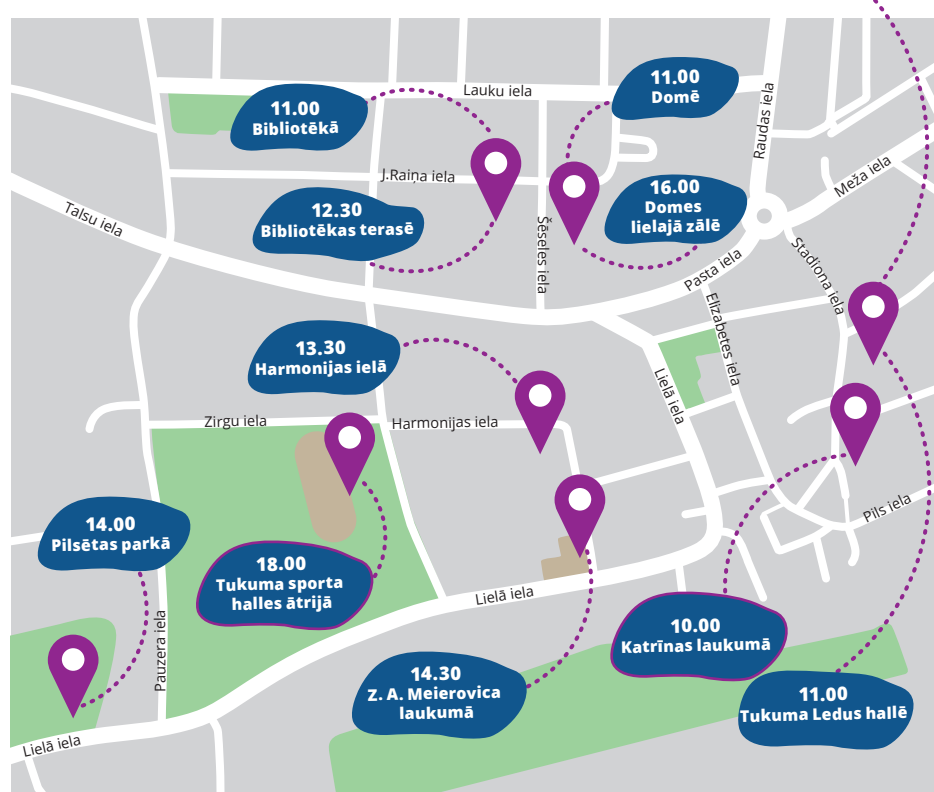 Lauku iela
11.00
Bibliotēkā
11.00
Domē
Raudas iela
J.Raiņa iela
Meža iela
12.30
Bibliotēkas terasē
16.00
Domes
lielajā zālē
Talsu iela
Šēseles iela
Pasta iela
Stadiona iela
Elizabetes iela
13.30
Harmonijas ielā
Lielā iela
Zirgu iela
Harmonijas iela
Pils iela
14.00
Pilsētas parkā
18.00
Tukuma sporta
halles ātrijā
Lielā iela
10.00
Katrīnas laukumā
Pauzera iela
14.30
Z. A. Meierovica
laukumā
11.00
Tukuma Ledus hallē
Lielā iela